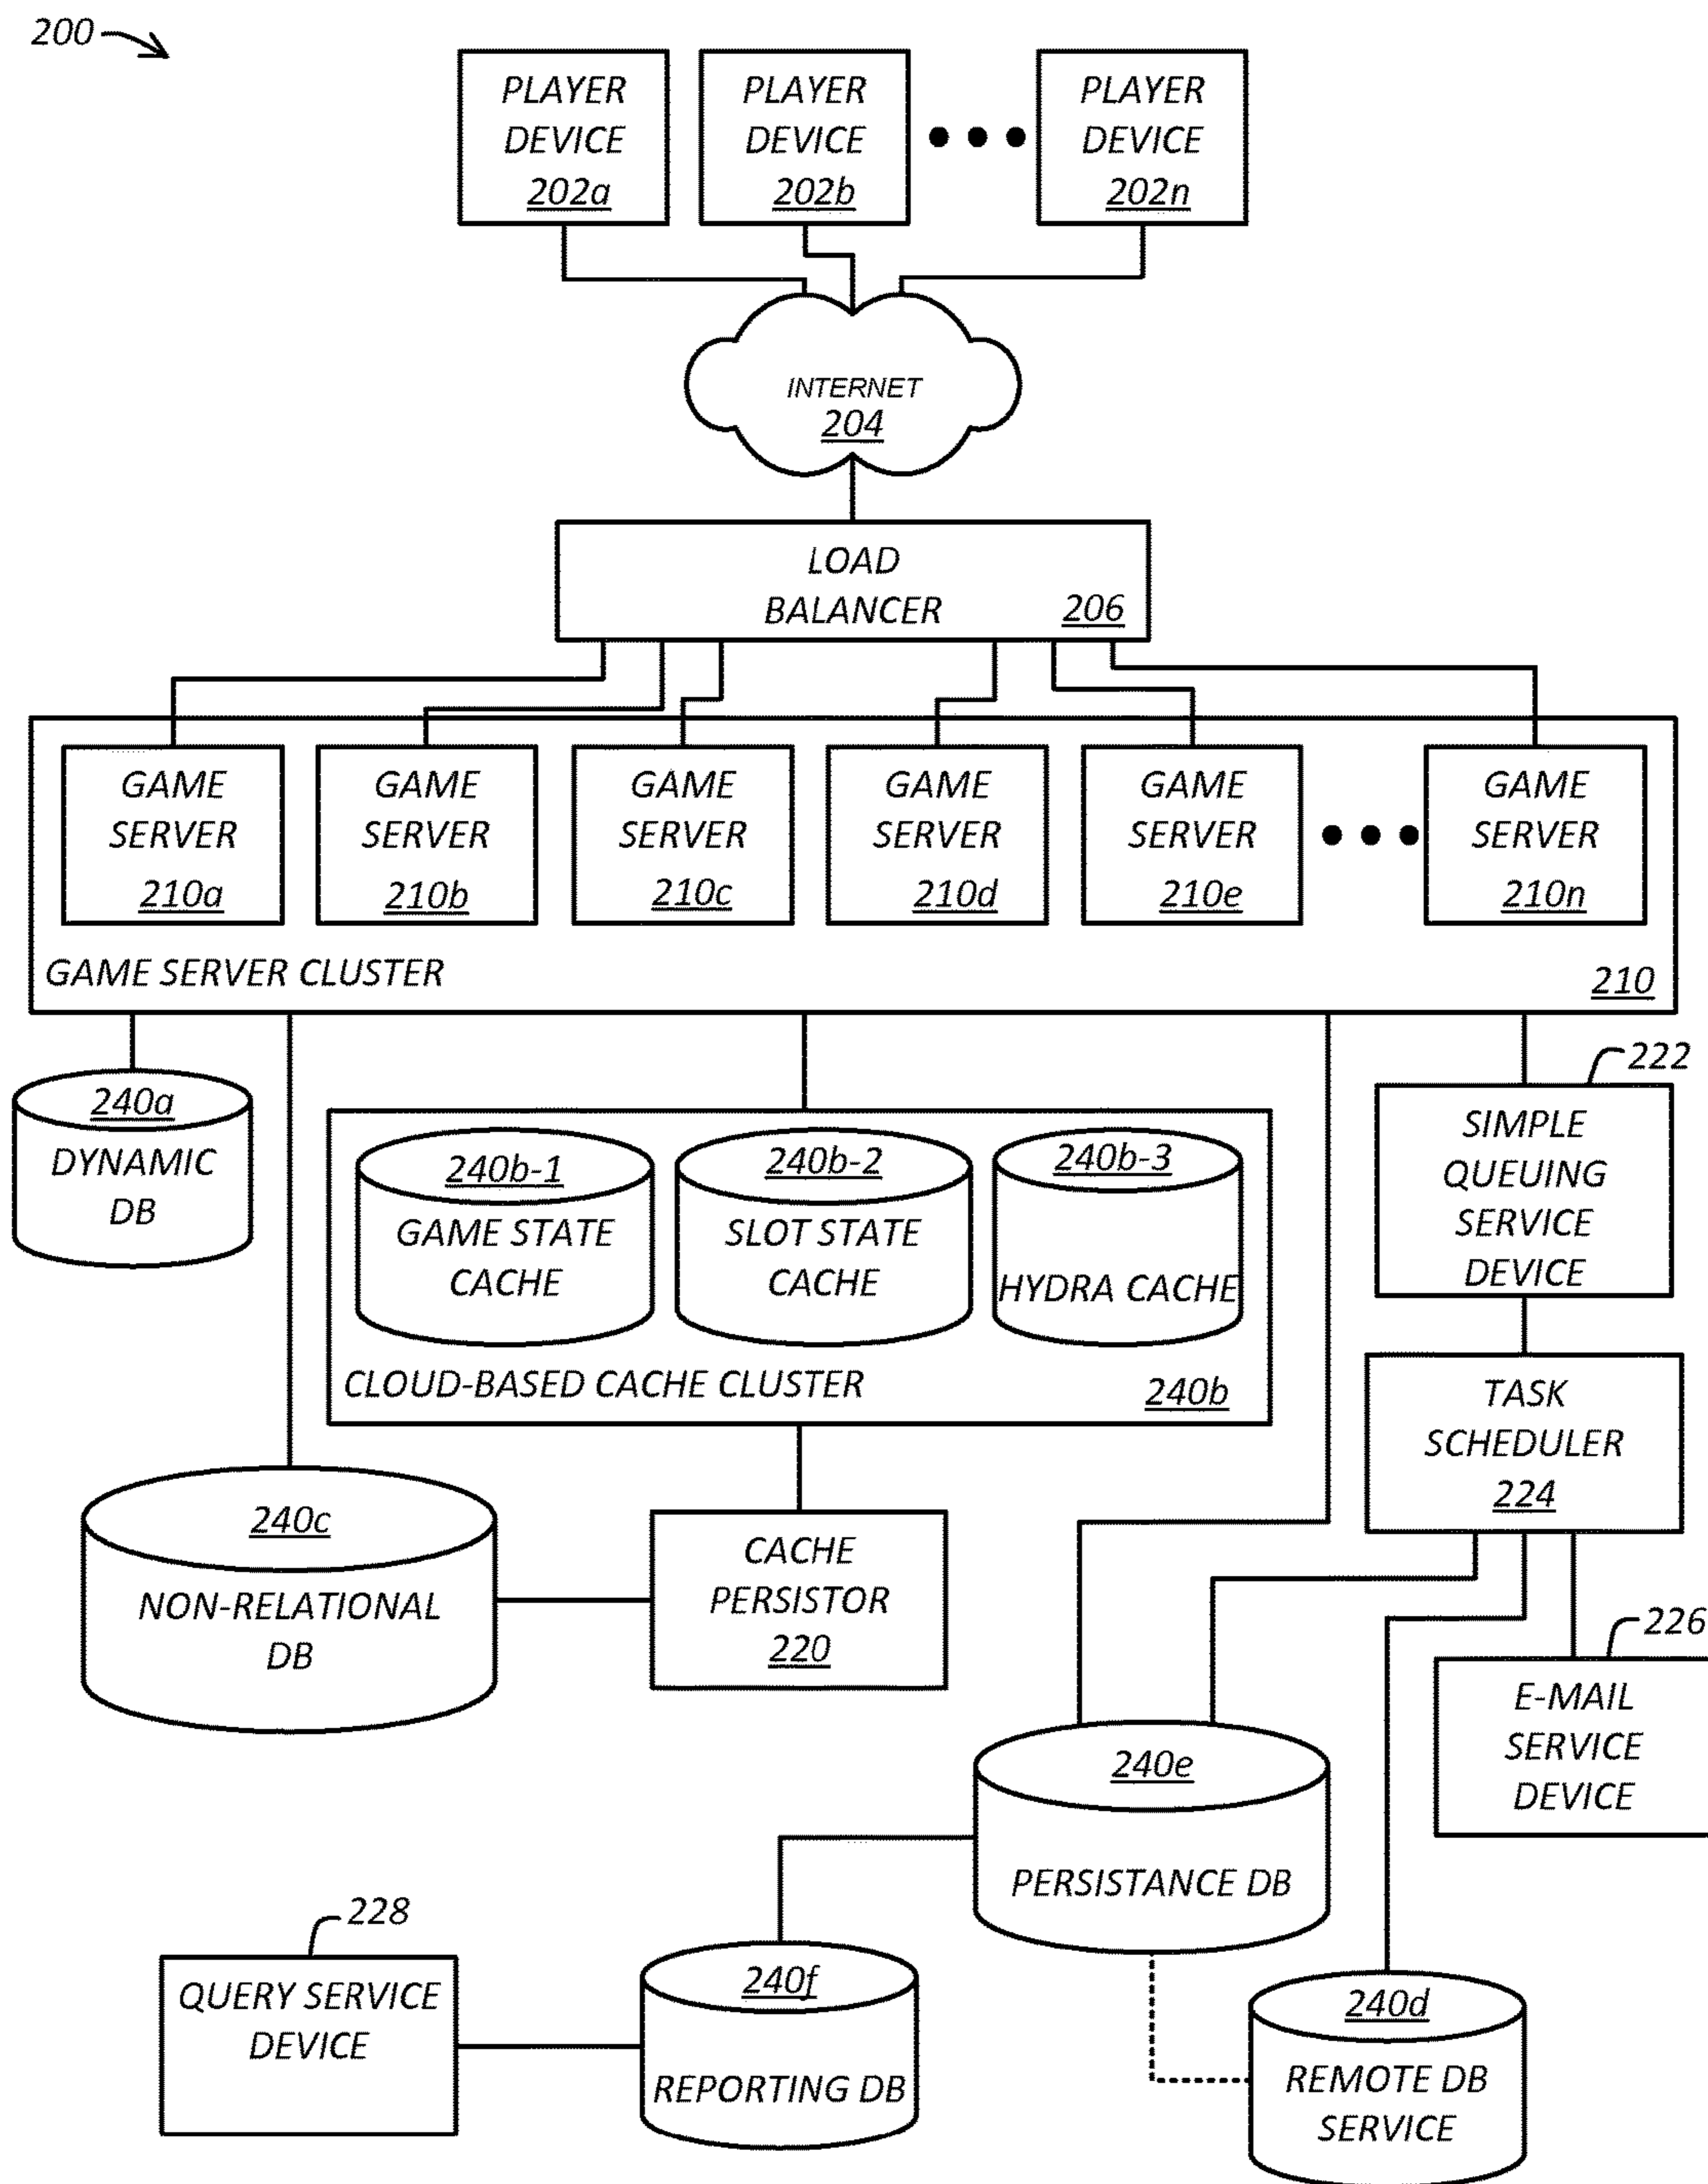 200
PLAYER
DEVICE
202a
PLAYER
DEVICE
202b
PLAYER
DEVICE
202n
INTERNET
204
LOAD
BALANCER
206
GAME
SERVER
210a
GAME
SERVER
210b
GAME
SERVER
210c
GAME
SERVER
210d
GAME
SERVER
210e
GAME
SERVER
210n
GAME SERVER CLUSTER
210
240a
DYNAMIC
DB
240b-1
GAME STATE
CACHE
240b-2
SLOT STATE
CACHE
240b-3
HYDRA CACHE
CLOUD-BASED CACHE CLUSTER
240b
222
SIMPLE
QUEUING
SERVICE
DEVICE
TASK
SCHEDULER
224
240c
NON-RELATIONAL
DB
CACHE
PERSISTOR
220
226
E-MAIL
SERVICE
DEVICE
240e
PERSISTANCE DB
228
QUERY SERVICE
DEVICE
240f
REPORTING DB
240d
REMOTE DB
SERVICE